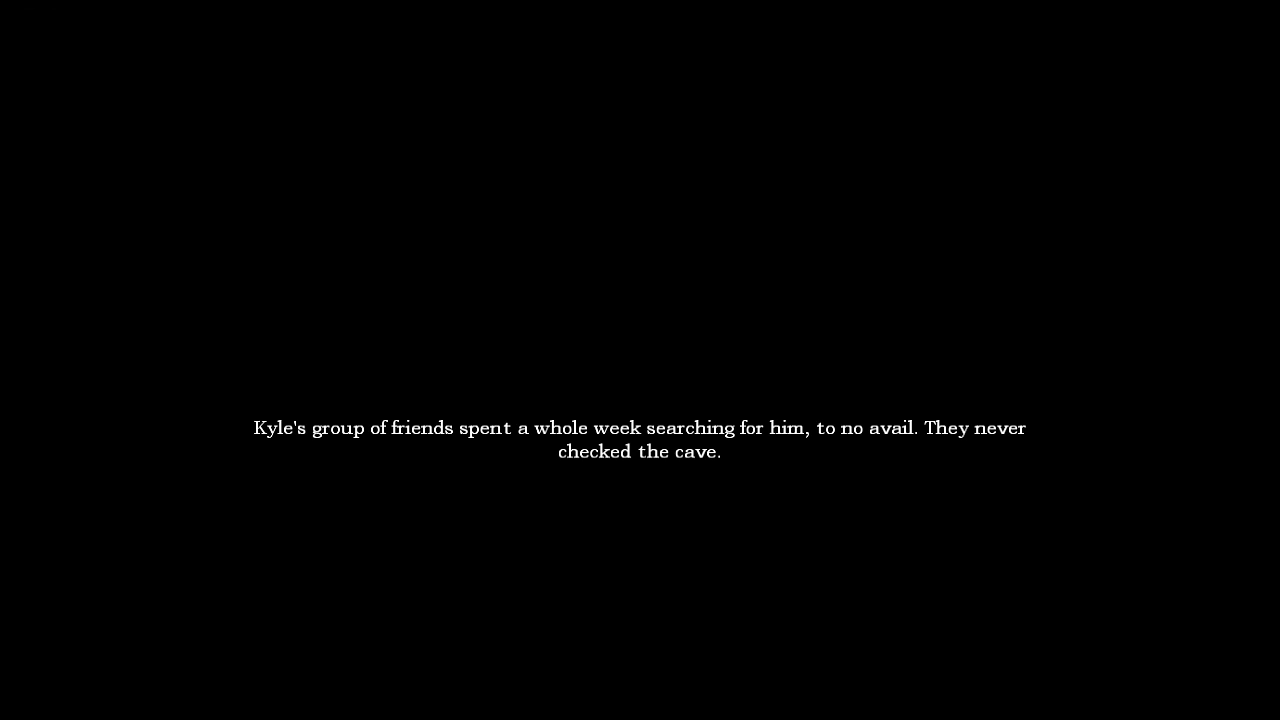 Kyle's group of friends spent a whole week searching for him, to no avail. They never
checked the cave.